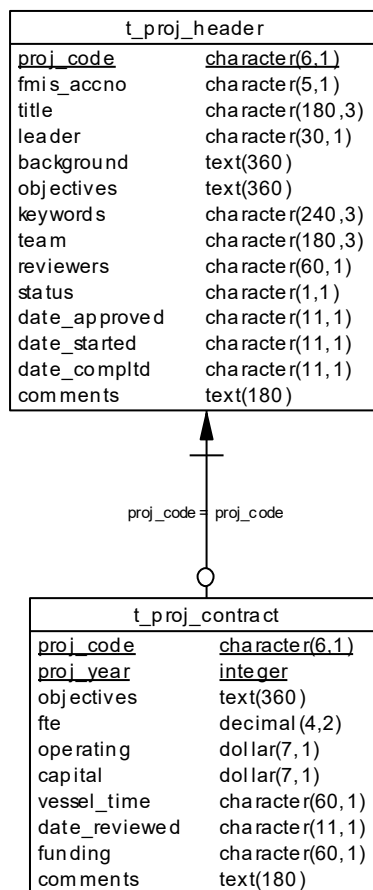 t_proj_header
proj_code character(6,1)
fmis_accno character(5,1)
title character(180,3)
leader character(30,1)
background text(360)
objectives text(360)
keywords character(240,3)
team character(180,3)
reviewers character(60,1)
status character(1,1)
date_approved character(11,1)
date_started character(11,1)
date_compltd character(11,1)
comments text(180)
proj_code = proj_code
t_proj_contract
proj_code character(6,1)
proj_year integer
objectives text(360)
fte decimal(4,2)
operating dollar(7,1)
capital dollar(7,1)
vessel_time character(60,1)
date_reviewed character(11,1)
funding character(60,1)
comments text(180)